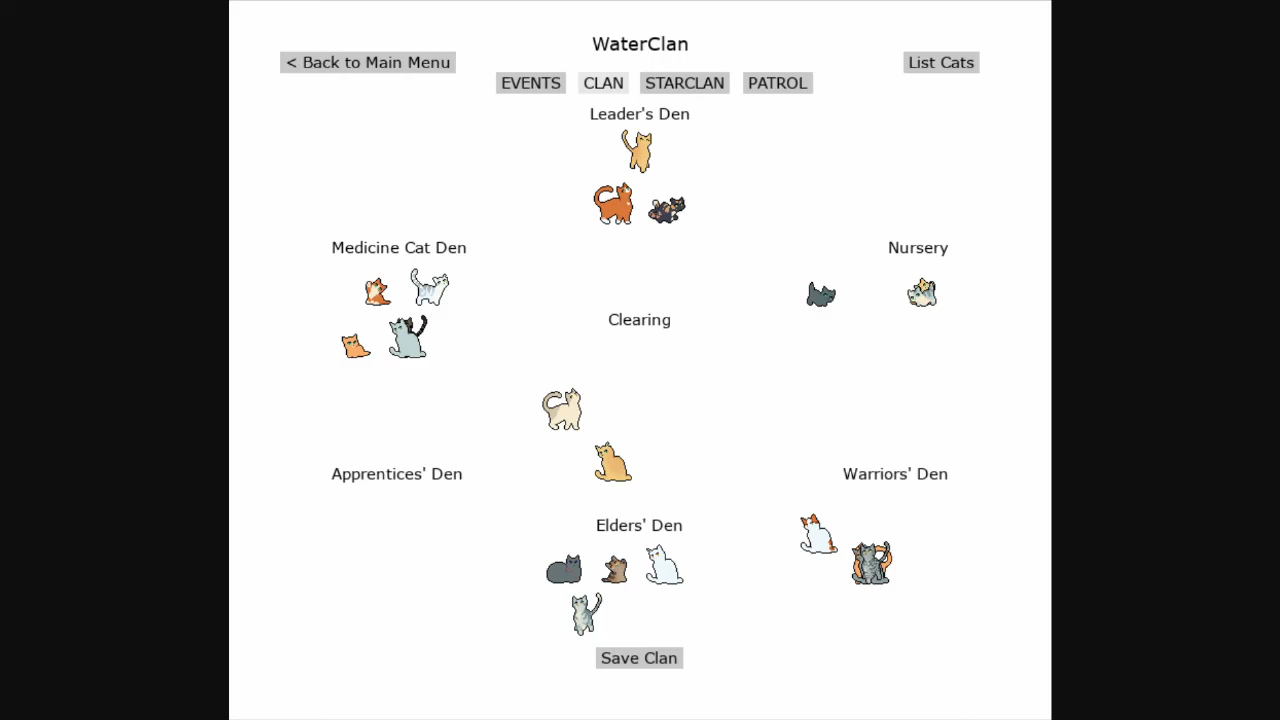 WaterClan
< Back to Main Menu
List Cats
EVENTS CLAN STARCLAN PATROL
Leader's Den
Medicine Cat Den
Nursery
Clearing
Apprentices' Den
Warriors' Den
Elders' Den
Save Clan